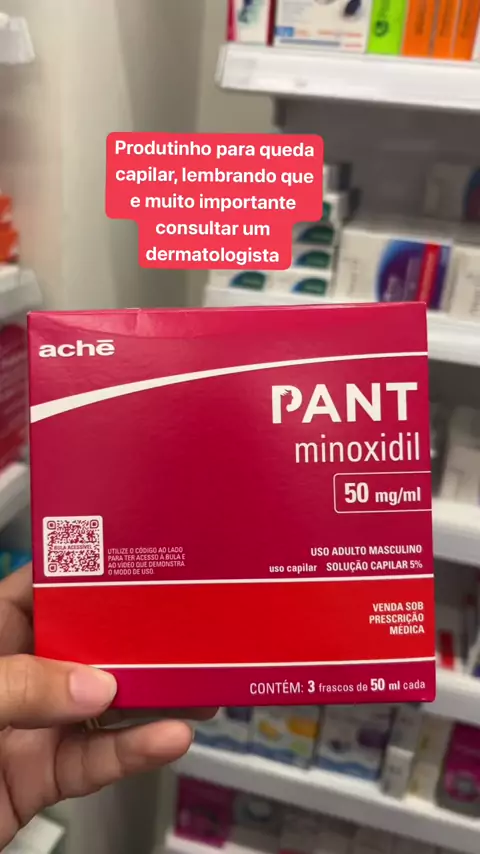 Produtinho para queda
capilar, lembrando que
e muito importante
consultar um
dermatologista
achē
PANT
minoxidil
50 mg/ml
BULA ACESSÍVEL
UTILIZE O CÓDIGO AO LADO
PARA TER ACESSO À BULA E
AO VÍDEO QUE DEMONSTRA
O MODO DE USO.
USO ADULTO MASCULINO
uso capilar SOLUÇÃO CAPILAR 5%
VENDA SOB
PRESCRIÇÃO
MÉDICA
CONTÉM: 3 frascos de 50 ml cada